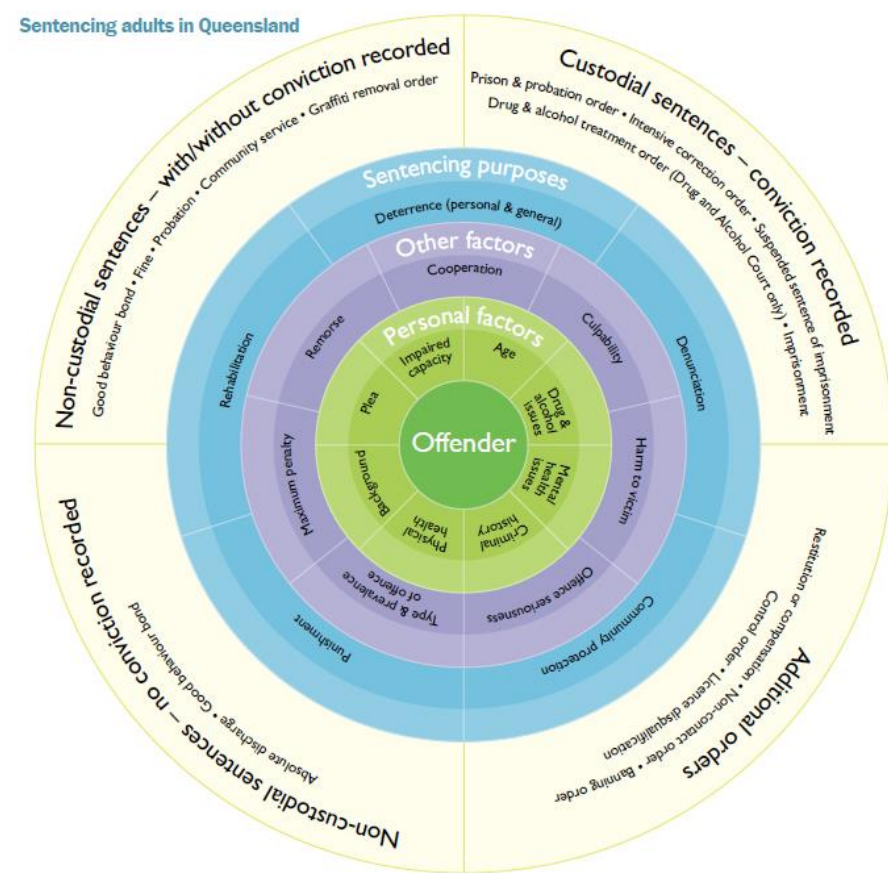 Sentencing adults in Queensland
Non-custodial sentences – with/without conviction recorded
Good behaviour bond • Fine • Probation • Community service • Graffiti removal order
Custodial sentences – conviction recorded
Prison & probation order • Intensive correction order • Suspended sentence of imprisonment
Drug & alcohol treatment order (Drug and Alcohol Court only) • Imprisonment
Additional orders
Restitution or compensation • Non-contact order • Banning order
Control order • Licence disqualification
Non-custodial sentences – no conviction recorded
Absolute discharge • Good behaviour bond
Sentencing purposes
Deterrence (personal & general)
Denunciation
Community protection
Punishment
Rehabilitation
Other factors
Cooperation
Culpability
Harm to victim
Offence seriousness
Type & prevalence
of offence
Maximum penalty
Remorse
Personal factors
Age
Drug &
alcohol
issues
Mental
health
issues
Criminal
history
Physical
health
Background
Plea
Impaired
capacity
Offender